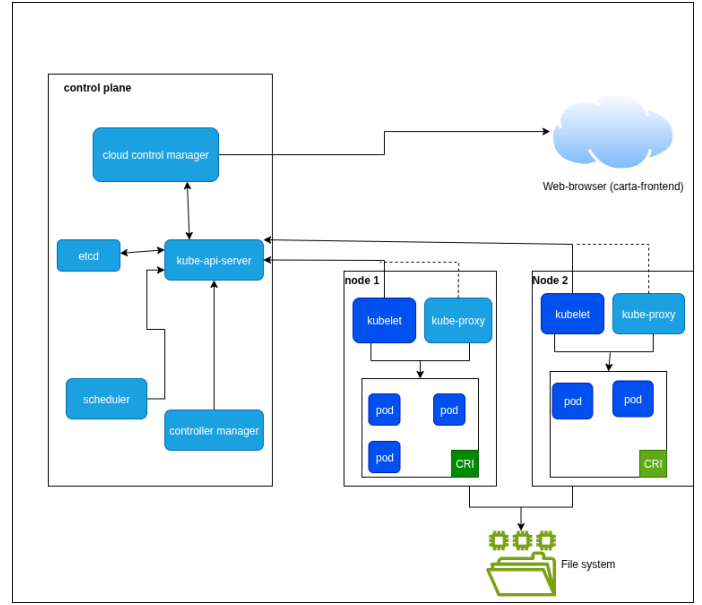 control plane
cloud control manager
Web-browser (carta-frontend)
etcd
kube-api-server
scheduler
controller manager
node 1
kubelet
kube-proxy
pod
pod
pod
CRI
Node 2
kubelet
kube-proxy
pod
pod
CRI
File system